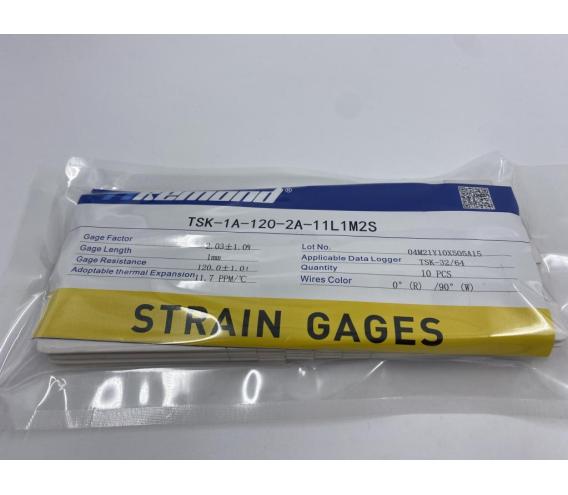 Remond®
TSK-1A-120-2A-11L1M2S
Gage Factor 2.03±1.0%
Gage Length 1mm
Gage Resistance 120.0±1.0
Adoptable thermal Expansion 11.7 PPM/℃
Lot No. 04M21Y10X505A15
Applicable Data Logger TSK-32/64
Quantity 10 PCS
Wires Color 0° (R) /90° (W)
STRAIN GAGES